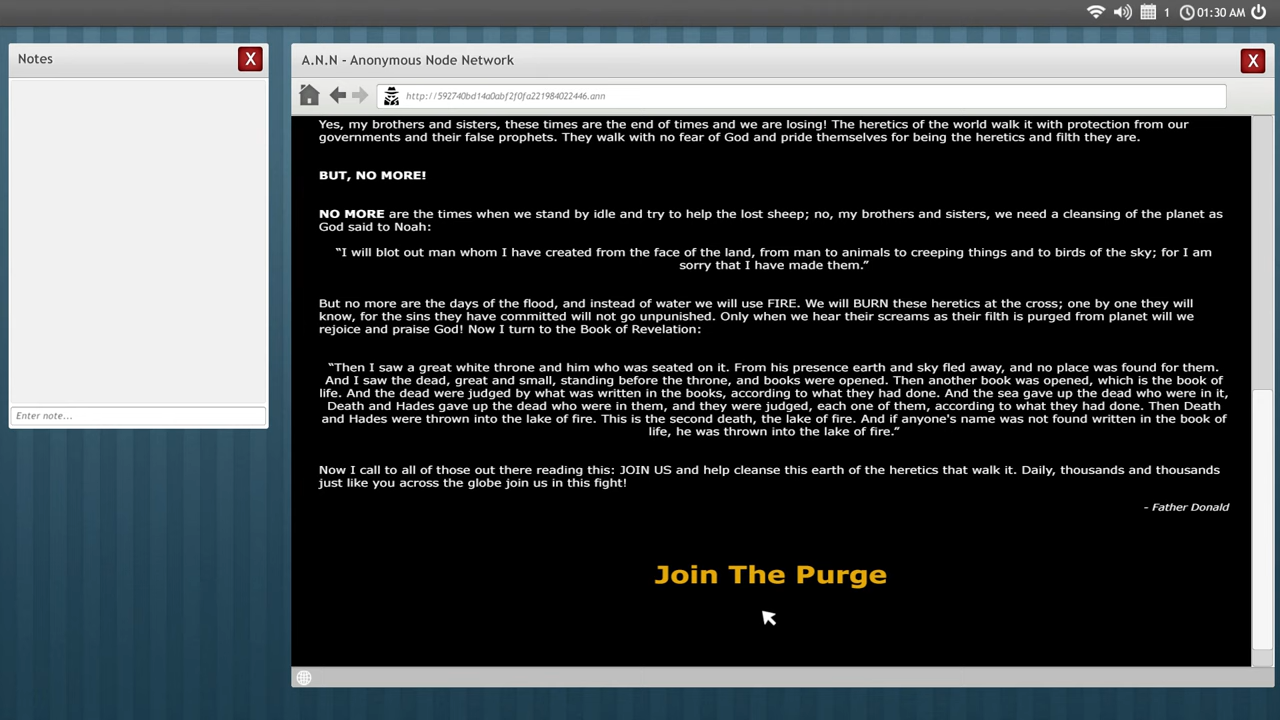 1 01:30 AM
Notes X
A.N.N - Anonymous Node Network X
http://592740bd14a0abf2f0fa221984022446.ann
Yes, my brothers and sisters, these times are the end of times and we are losing! The heretics of the world walk it with protection from our
governments and their false prophets. They walk with no fear of God and pride themselves for being the heretics and filth they are.
BUT, NO MORE!
NO MORE are the times when we stand by idle and try to help the lost sheep; no, my brothers and sisters, we need a cleansing of the planet as
God said to Noah:
“I will blot out man whom I have created from the face of the land, from man to animals to creeping things and to birds of the sky; for I am
sorry that I have made them.”
But no more are the days of the flood, and instead of water we will use FIRE. We will BURN these heretics at the cross; one by one they will
know, for the sins they have committed will not go unpunished. Only when we hear their screams as their filth is purged from planet will we
rejoice and praise God! Now I turn to the Book of Revelation:
“Then I saw a great white throne and him who was seated on it. From his presence earth and sky fled away, and no place was found for them.
And I saw the dead, great and small, standing before the throne, and books were opened. Then another book was opened, which is the book of
life. And the dead were judged by what was written in the books, according to what they had done. And the sea gave up the dead who were in it,
Death and Hades gave up the dead who were in them, and they were judged, each one of them, according to what they had done. Then Death
and Hades were thrown into the lake of fire. This is the second death, the lake of fire. And if anyone's name was not found written in the book of
life, he was thrown into the lake of fire.”
Now I call to all of those out there reading this: JOIN US and help cleanse this earth of the heretics that walk it. Daily, thousands and thousands
just like you across the globe join us in this fight!
- Father Donald
Join The Purge
Enter note...